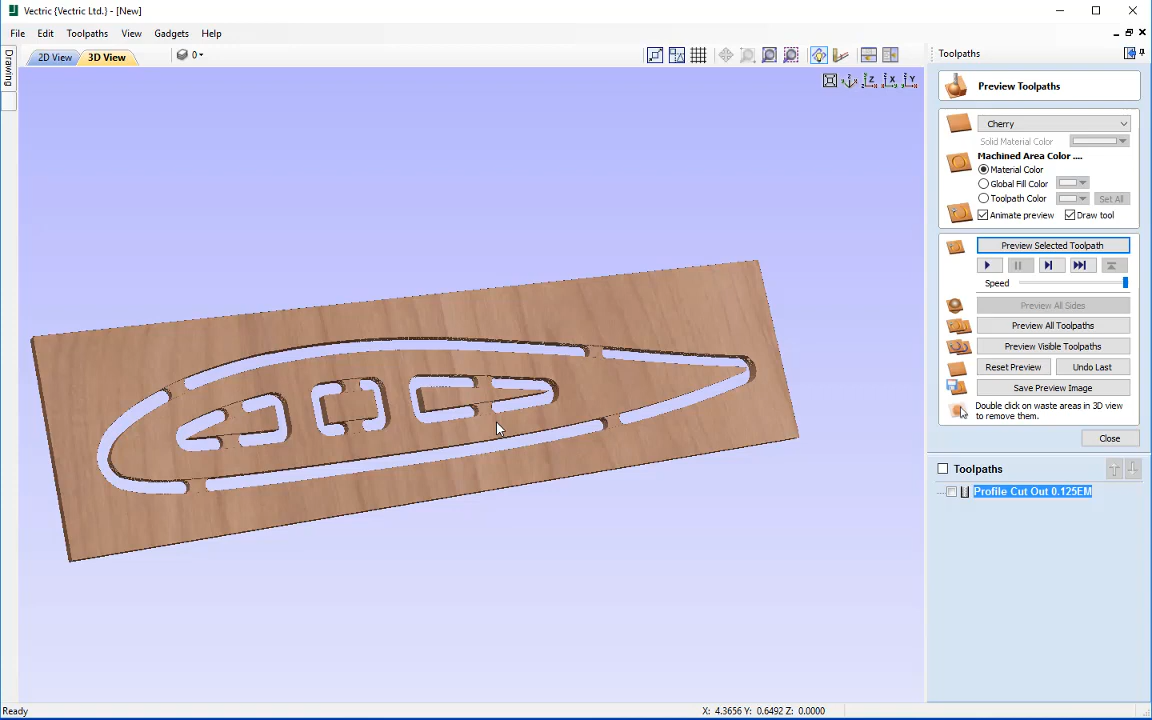 Vectric {Vectric Ltd.} - [New]
File Edit Toolpaths View Gadgets Help
Drawing
2D View 3D View 0
Z X Y
Toolpaths
Preview Toolpaths
Cherry
Solid Material Color
Machined Area Color ....
Material Color
Global Fill Color
Toolpath Color Set All
Animate preview Draw tool
Preview Selected Toolpath
Speed
Preview All Sides
Preview All Toolpaths
Preview Visible Toolpaths
Reset Preview Undo Last
Save Preview Image
Double click on waste areas in 3D view
to remove them.
Close
Toolpaths
Profile Cut Out 0.125EM
Ready X: 4.3656 Y: 0.6492 Z: 0.0000